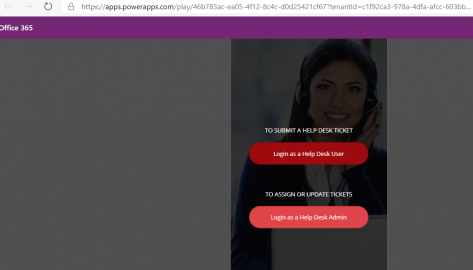 https://apps.powerapps.com/play/46b783ac-ea05-4f12-8c4c-d0d25421cf67?tenantId=c1f92ca3-978a-4dfa-afcc-603bb...
Office 365
TO SUBMIT A HELP DESK TICKET
Login as a Help Desk User
TO ASSIGN OR UPDATE TICKETS
Login as a Help Desk Admin